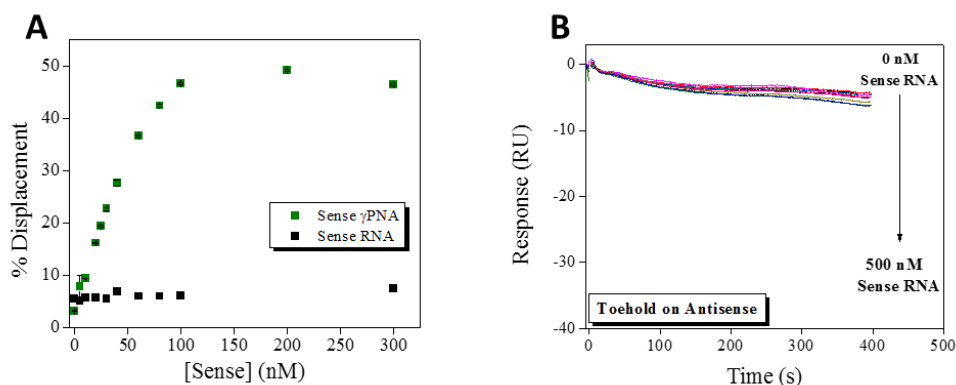 A
% Displacement
50
40
30
20
10
0
Sense γPNA
Sense RNA
0 50 100 150 200 250 300
[Sense] (nM)
B
Response (RU)
0
-10
-20
-30
-40
0 nM
Sense RNA
500 nM
Sense RNA
Toehold on Antisense
0 100 200 300 400 500
Time (s)